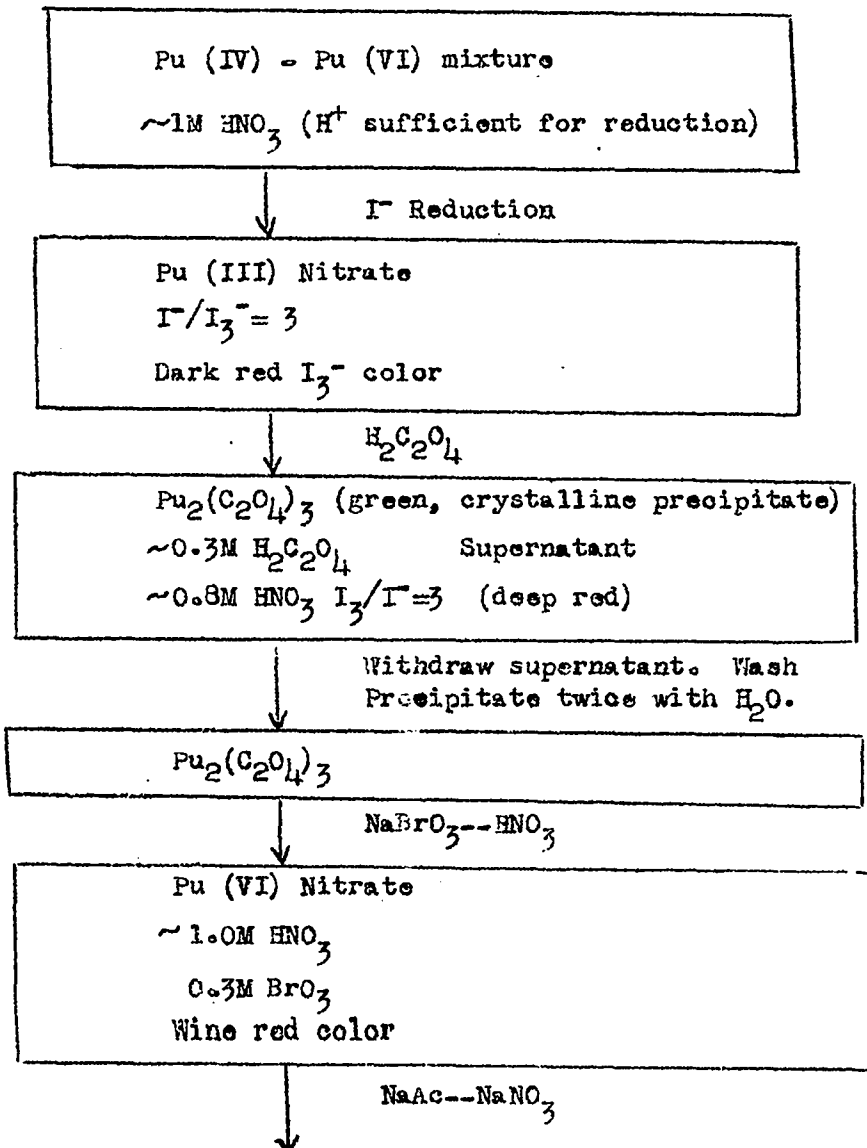 Pu (IV) - Pu (VI) mixture
~1M HNO₃ (H⁺ sufficient for reduction)
I⁻ Reduction
Pu (III) Nitrate
I⁻/I₃⁻ = 3
Dark red I₃⁻ color
H₂C₂O₄
Pu₂(C₂O₄)₃ (green, crystalline precipitate)
~0.3M H₂C₂O₄ Supernatant
~0.8M HNO₃ I₃/I⁻=3 (deep red)
Withdraw supernatant. Wash
Precipitate twice with H₂O.
Pu₂(C₂O₄)₃
NaBrO₃--HNO₃
Pu (VI) Nitrate
~ 1.0M HNO₃
0.3M BrO₃
Wine red color
NaAc--NaNO₃